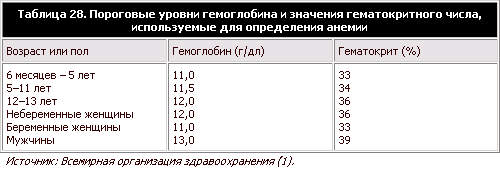 Таблица 28. Пороговые уровни гемоглобина и значения гематокритного числа,
используемые для определения анемии
Возраст или пол Гемоглобин (г/дл) Гематокрит (%)
6 месяцев – 5 лет 11,0 33
5–11 лет 11,5 34
12–13 лет 12,0 36
Небеременные женщины 12,0 36
Беременные женщины 11,0 33
Мужчины 13,0 39
Источник: Всемирная организация здравоохранения (1).